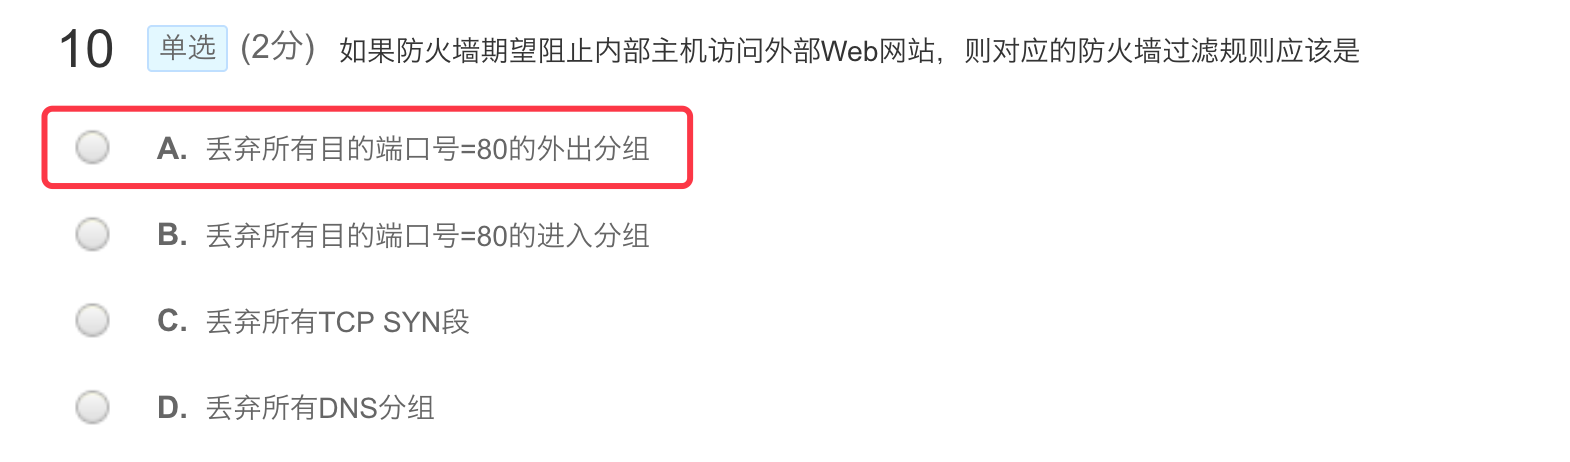 10 单选 (2分) 如果防火墙期望阻止内部主机访问外部Web网站，则对应的防火墙过滤规则应该是
A. 丢弃所有目的端口号=80的外出分组
B. 丢弃所有目的端口号=80的进入分组
C. 丢弃所有TCP SYN段
D. 丢弃所有DNS分组